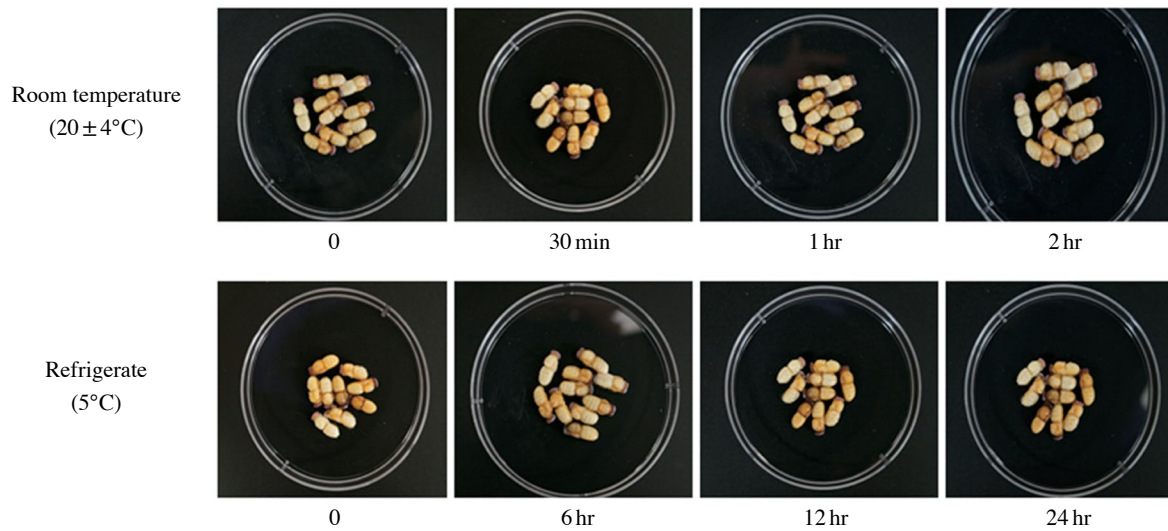 Room temperature
(20 ± 4°C)
0
30 min
1 hr
2 hr
Refrigerate
(5°C)
0
6 hr
12 hr
24 hr